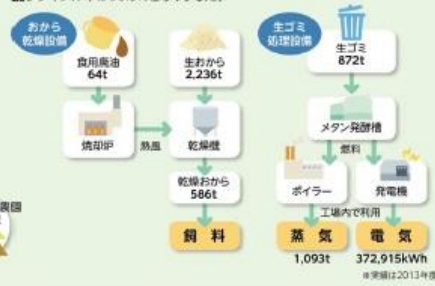 おから
乾燥設備
食用廃油
64t
生おから
2,236t
焼却炉
熱風
乾燥機
乾燥おから
586t
飼料
生ゴミ
処理設備
生ゴミ
872t
メタン発酵槽
燃料
ボイラー
発電機
工場内で利用
蒸気
1,093t
電気
372,915kWh
※実績は2013年度
農園